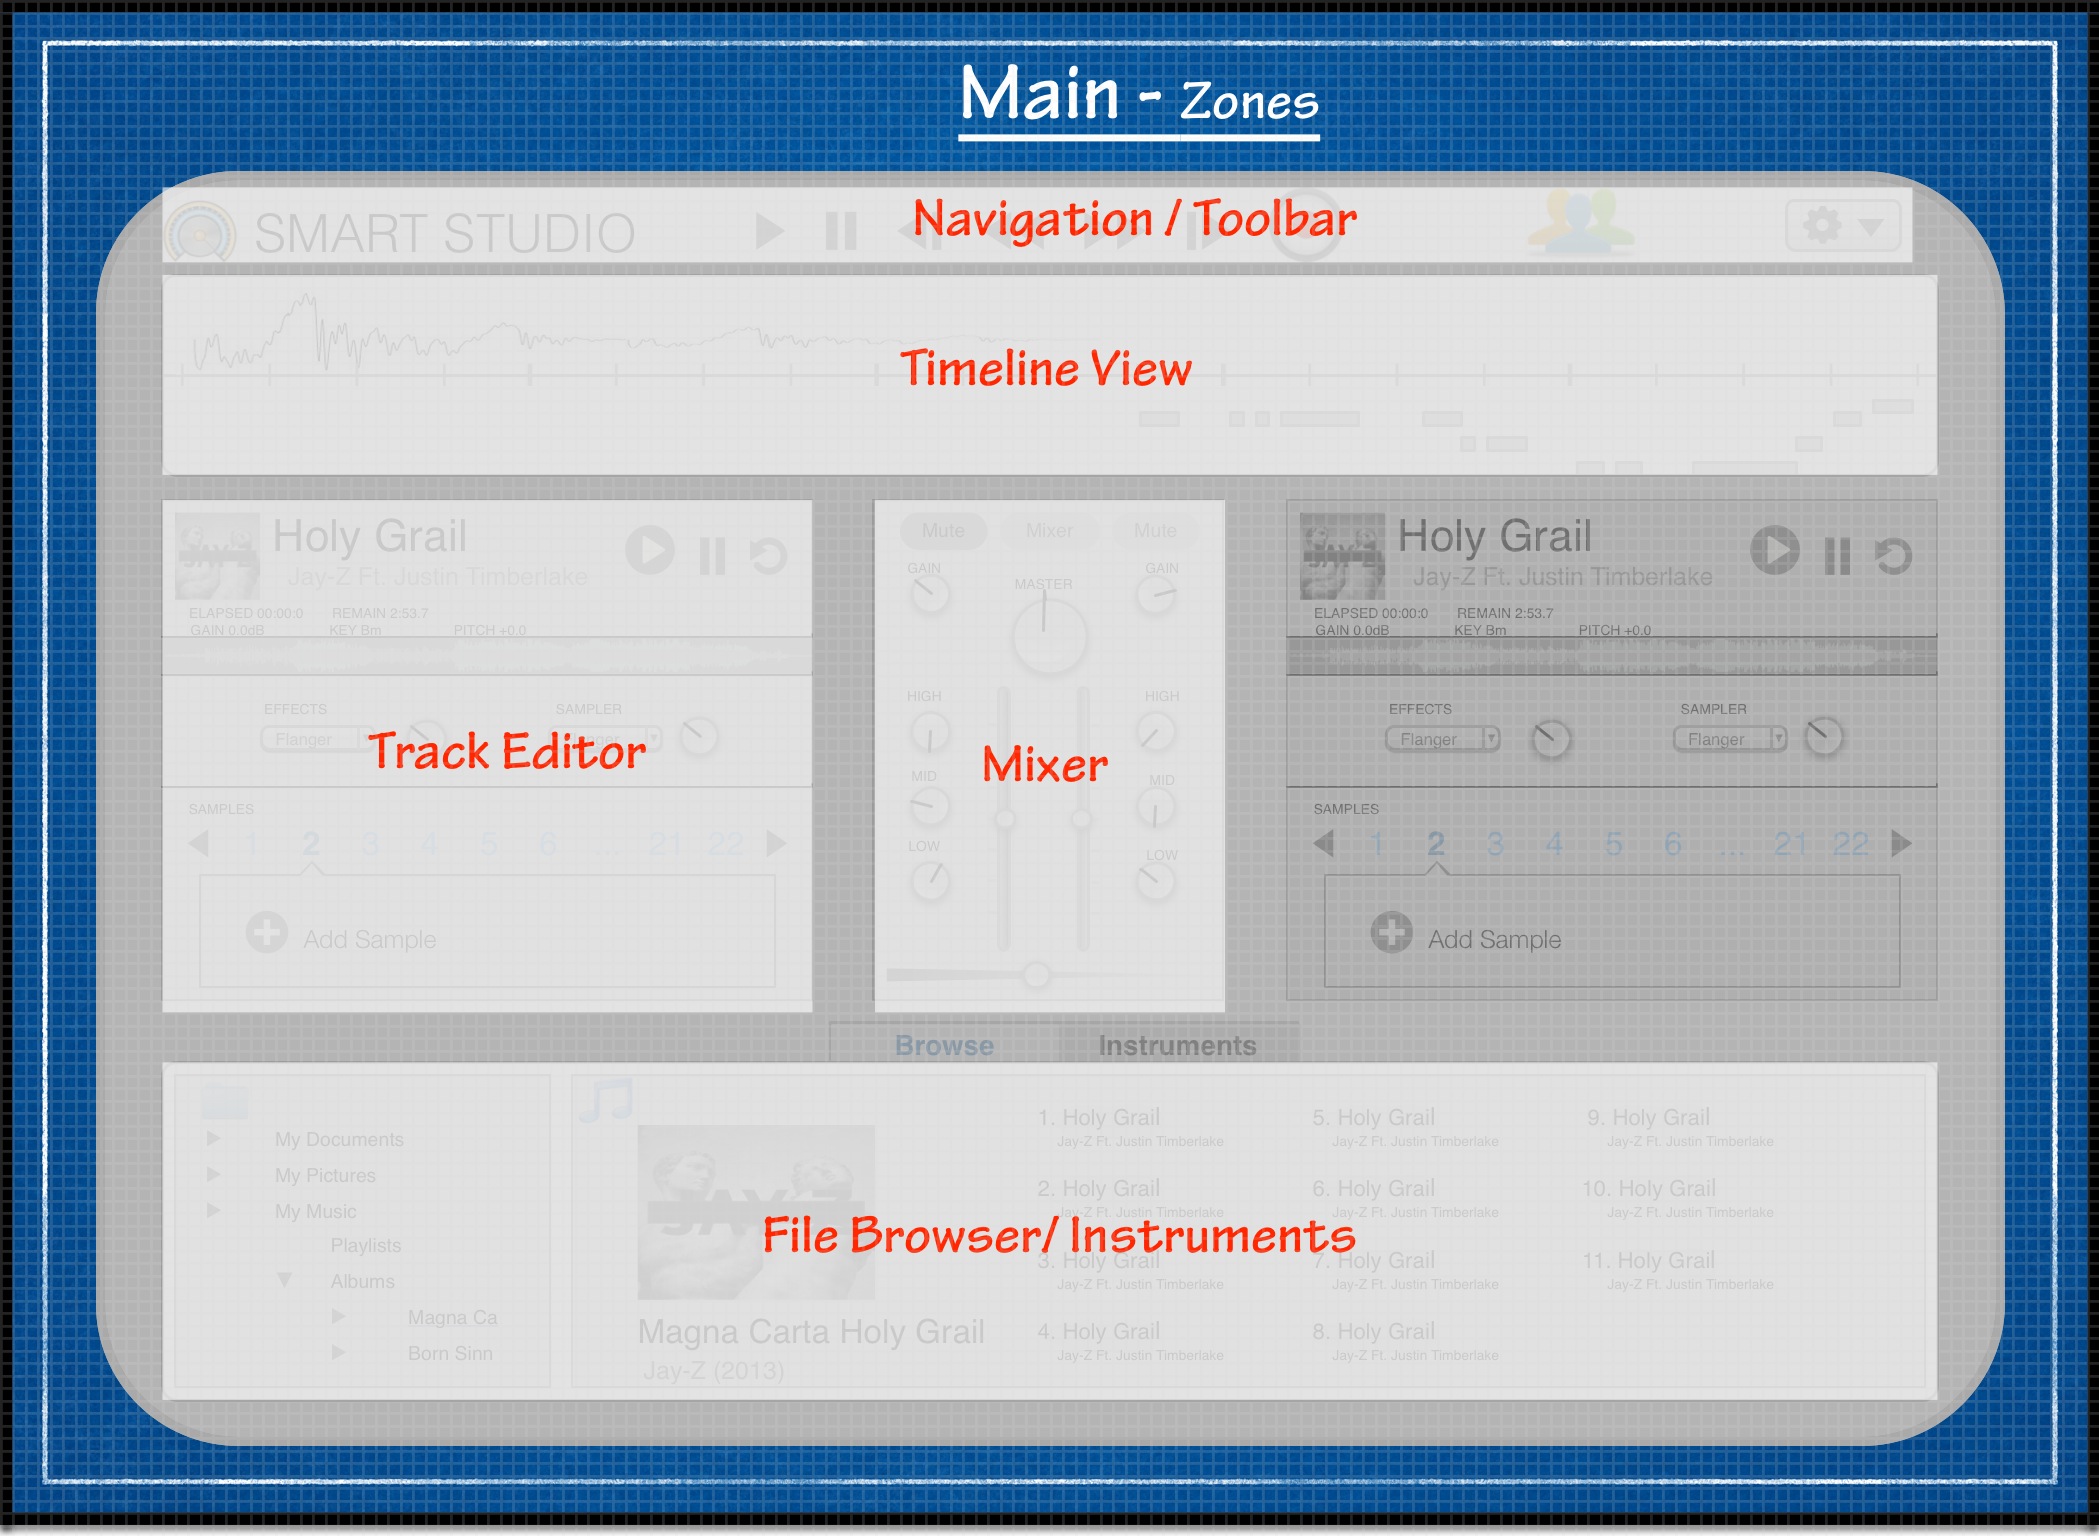 Main - Zones
SMART STUDIO
Navigation / Toolbar
Timeline View
Holy Grail
Jay-Z Ft. Justin Timberlake
ELAPSED 00:00:0 REMAIN 2:53.7
GAIN 0.0dB KEY Bm PITCH +0.0
EFFECTS SAMPLER
Flanger
Track Editor
SAMPLES
1 2 3 4 5 6 ... 21 22
Add Sample
Mute Mixer Mute
GAIN MASTER GAIN
HIGH HIGH
Mixer
MID MID
LOW LOW
Holy Grail
Jay-Z Ft. Justin Timberlake
ELAPSED 00:00:0 REMAIN 2:53.7
GAIN 0.0dB KEY Bm PITCH +0.0
EFFECTS SAMPLER
Flanger Flanger
SAMPLES
1 2 3 4 5 6 ... 21 22
Add Sample
Browse Instruments
My Documents
My Pictures
My Music
Playlists
Albums
Magna Ca
Born Sinn
JAY Z
File Browser/ Instruments
Magna Carta Holy Grail
Jay-Z (2013)
1. Holy Grail
Jay-Z Ft. Justin Timberlake
2. Holy Grail
Jay-Z Ft. Justin Timberlake
3. Holy Grail
Jay-Z Ft. Justin Timberlake
4. Holy Grail
Jay-Z Ft. Justin Timberlake
5. Holy Grail
Jay-Z Ft. Justin Timberlake
6. Holy Grail
Jay-Z Ft. Justin Timberlake
7. Holy Grail
Jay-Z Ft. Justin Timberlake
8. Holy Grail
Jay-Z Ft. Justin Timberlake
9. Holy Grail
Jay-Z Ft. Justin Timberlake
10. Holy Grail
Jay-Z Ft. Justin Timberlake
11. Holy Grail
Jay-Z Ft. Justin Timberlake